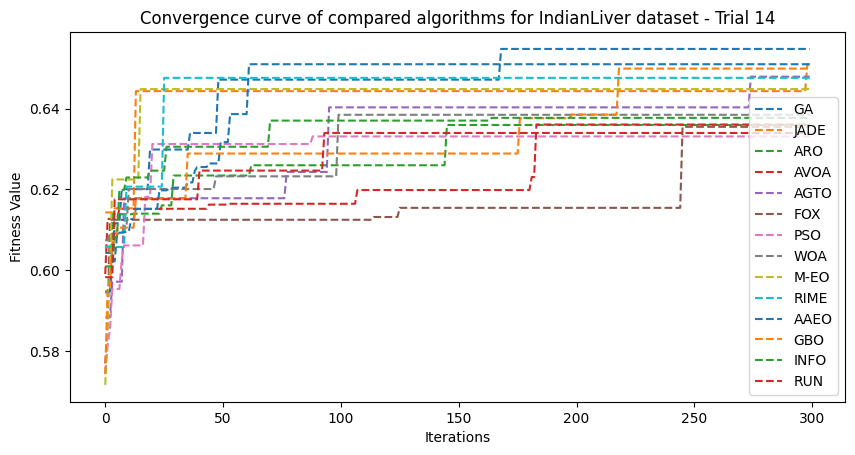 Convergence curve of compared algorithms for IndianLiver dataset - Trial 14
Fitness Value
0.64
0.62
0.60
0.58
0
50
100
150
200
250
300
Iterations
GA
JADE
ARO
AVOA
AGTO
FOX
PSO
WOA
M-EO
RIME
AAEO
GBO
INFO
RUN